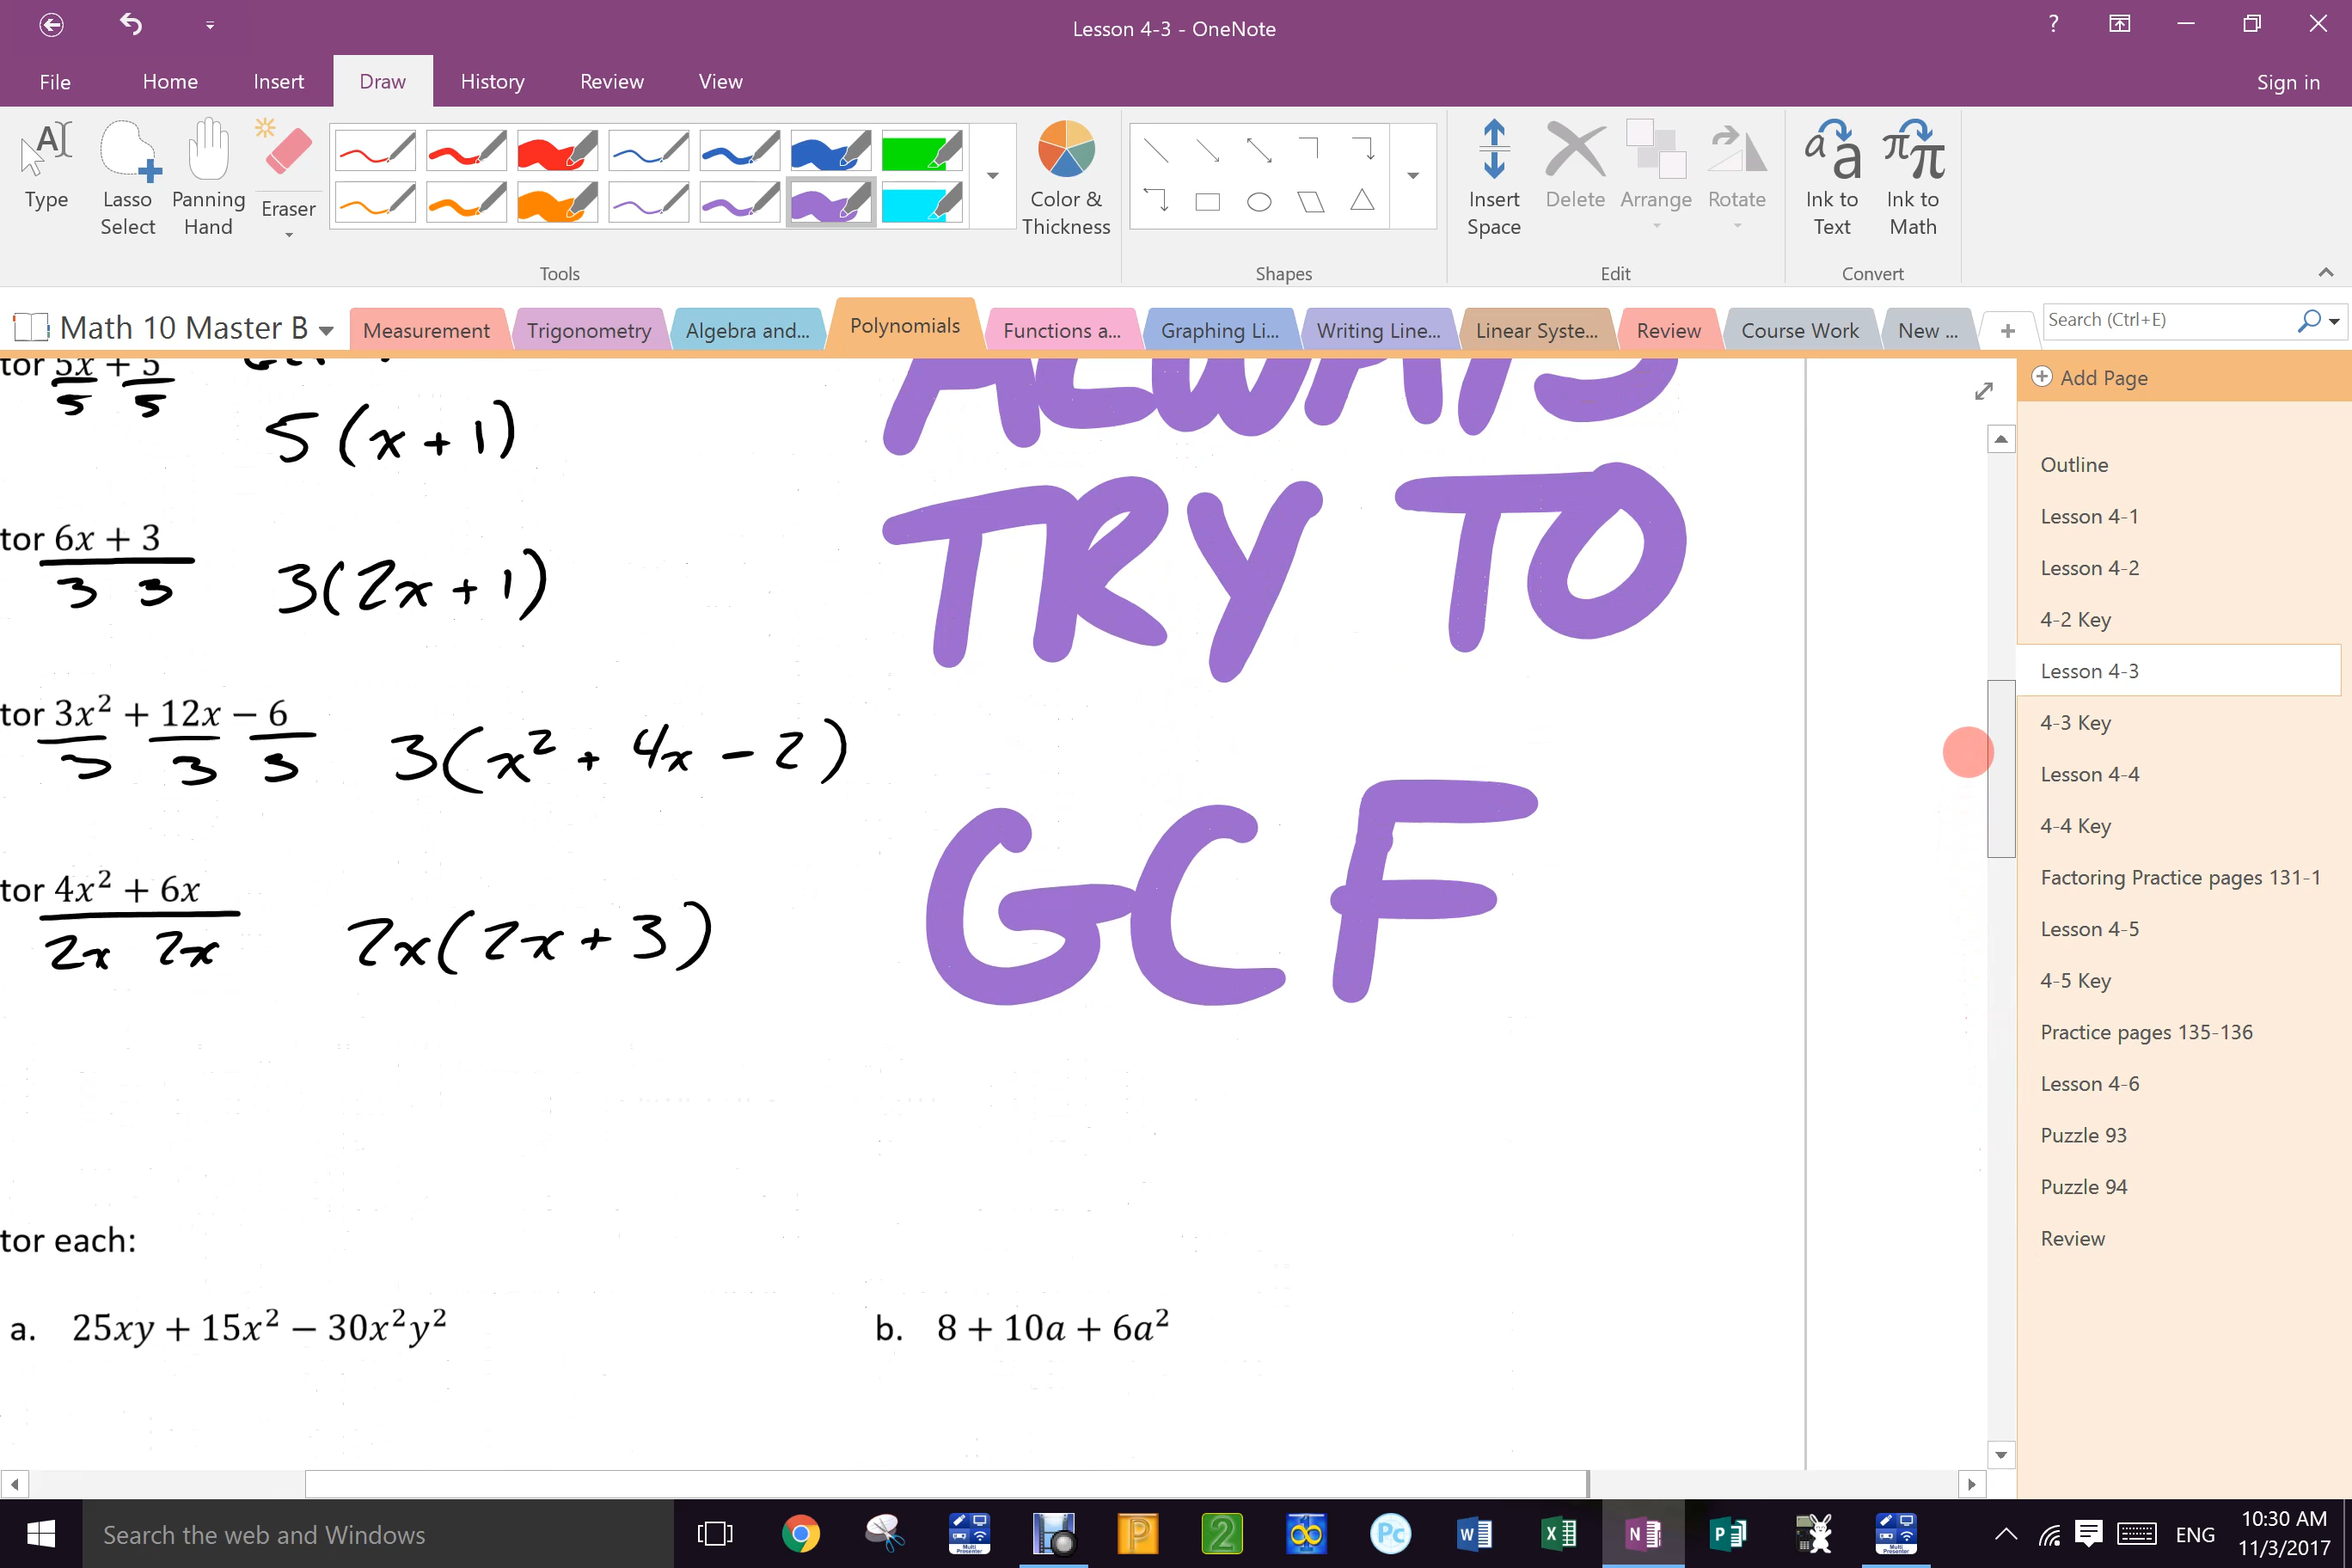 Lesson 4-3 - OneNote
?
File Home Insert Draw History Review View Sign in
Type
Lasso Select
Panning Hand
Eraser
Color & Thickness
Insert Space
Delete
Arrange
Rotate
Ink to Text
Ink to Math
Tools Shapes Edit Convert
Math 10 Master B Measurement Trigonometry Algebra and... Polynomials Functions a... Graphing Li... Writing Line... Linear Syste... Review Course Work New ... + Search (Ctrl+E)
tor 5x + 5
5 5
5(x + 1)
tor 6x + 3
3 3
3(2x + 1)
tor 3x² + 12x − 6
3 3 3
3(x² + 4x − 2)
tor 4x² + 6x
2x 2x
2x(2x + 3)
ALWAYS
TRY TO
GCF
tor each:
a. 25xy + 15x² − 30x²y²
b. 8 + 10a + 6a²
Add Page
Outline
Lesson 4-1
Lesson 4-2
4-2 Key
Lesson 4-3
4-3 Key
Lesson 4-4
4-4 Key
Factoring Practice pages 131-1
Lesson 4-5
4-5 Key
Practice pages 135-136
Lesson 4-6
Puzzle 93
Puzzle 94
Review
Search the web and Windows
ENG
10:30 AM
11/3/2017